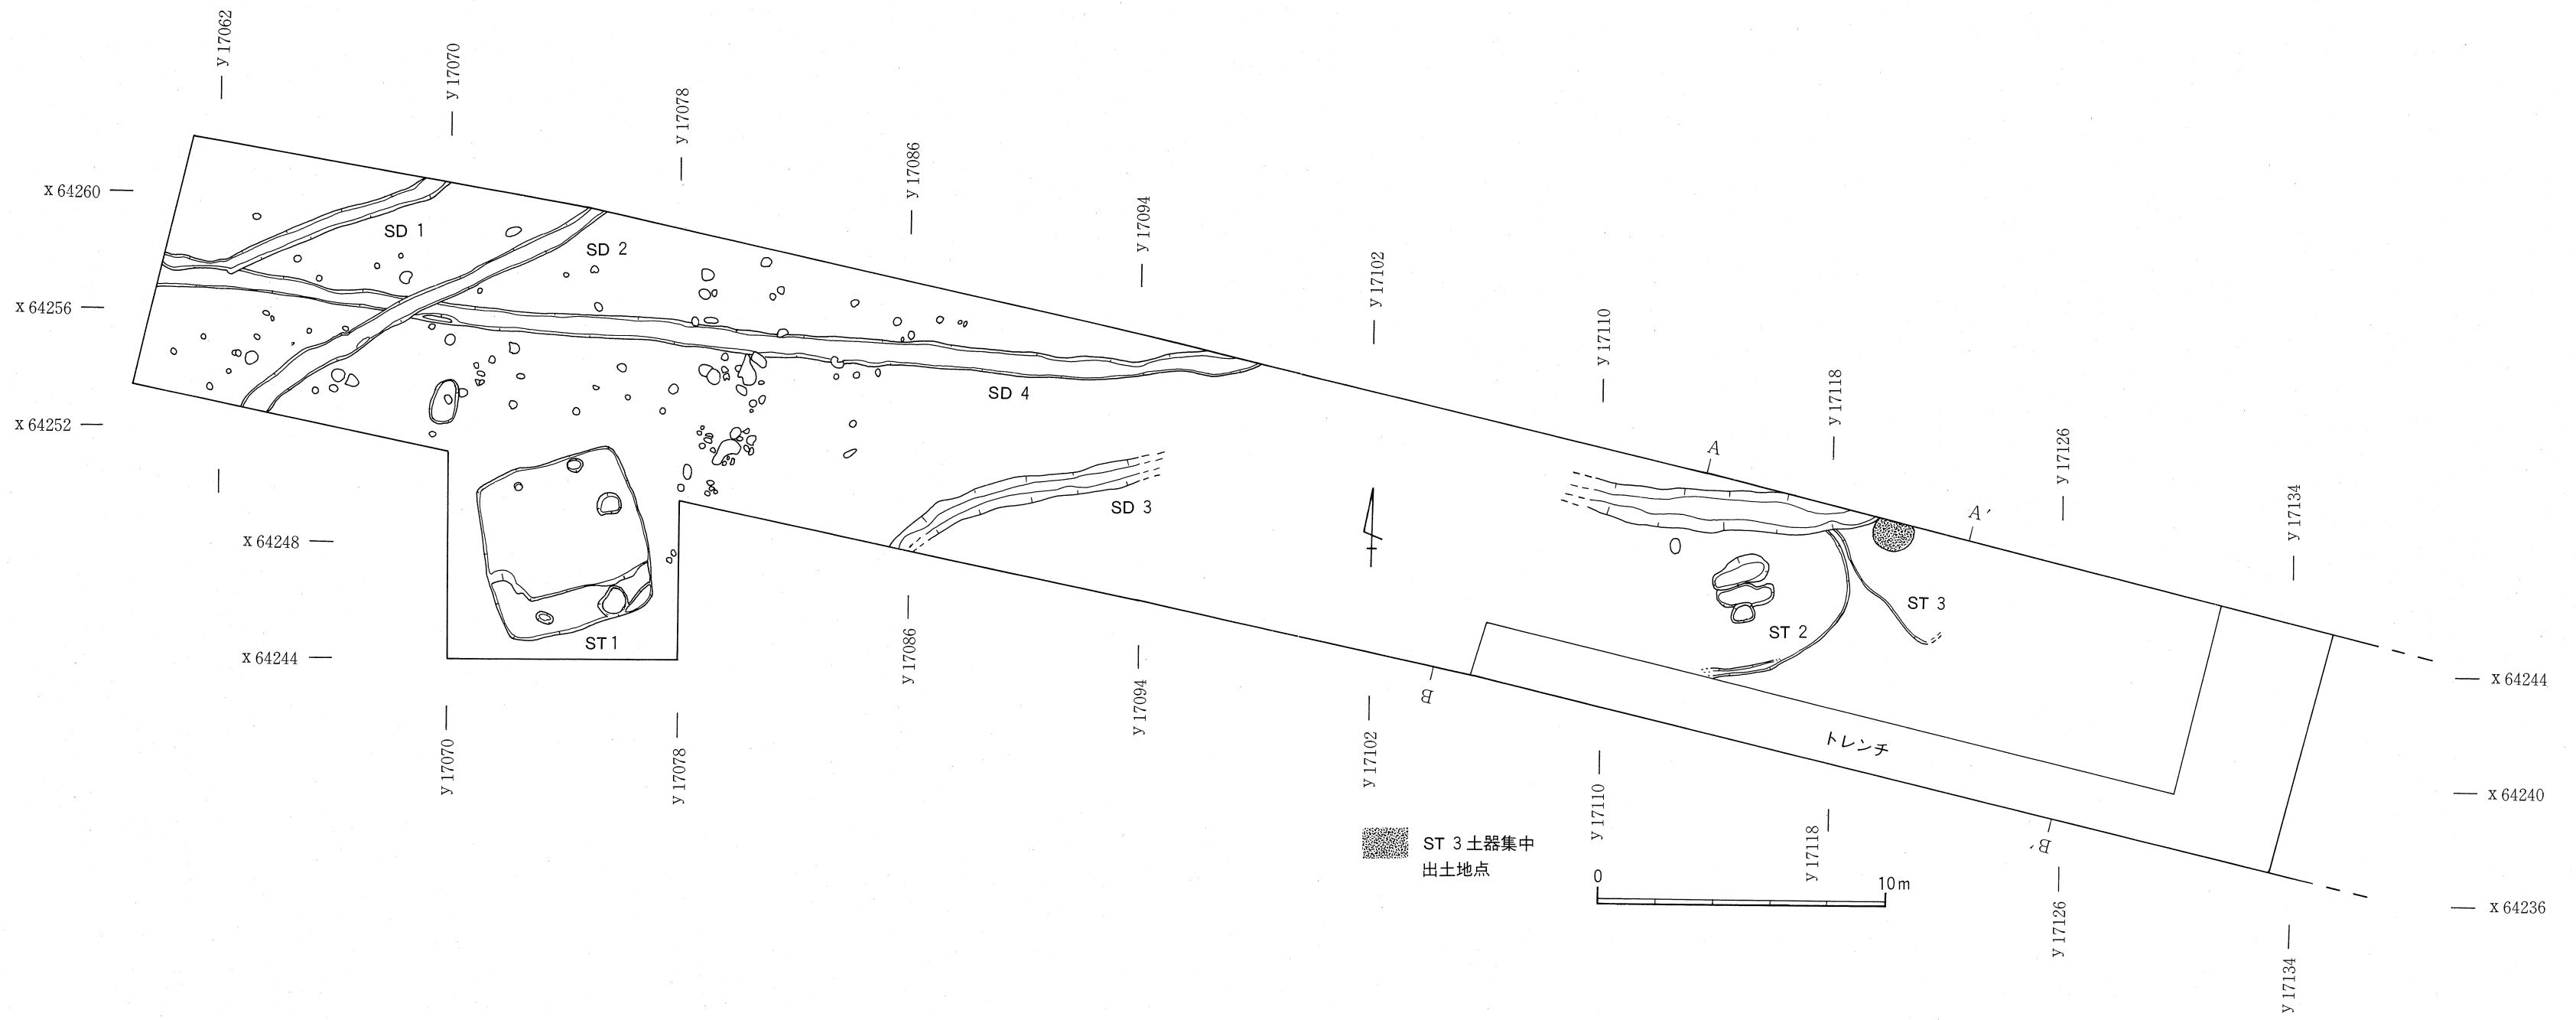 y 17062
y 17070
y 17078
y 17086
y 17094
y 17102
y 17110
y 17118
y 17126
y 17134
x 64260
x 64256
x 64252
x 64248
x 64244
SD 1
SD 2
SD 4
SD 3
ST 1
A
A′
ST 3
ST 2
B
B′
トレンチ
x 64244
x 64240
x 64236
y 17070
y 17078
y 17086
y 17094
y 17102
y 17110
y 17118
y 17126
y 17134
ST 3 土器集中
出土地点
0
10m